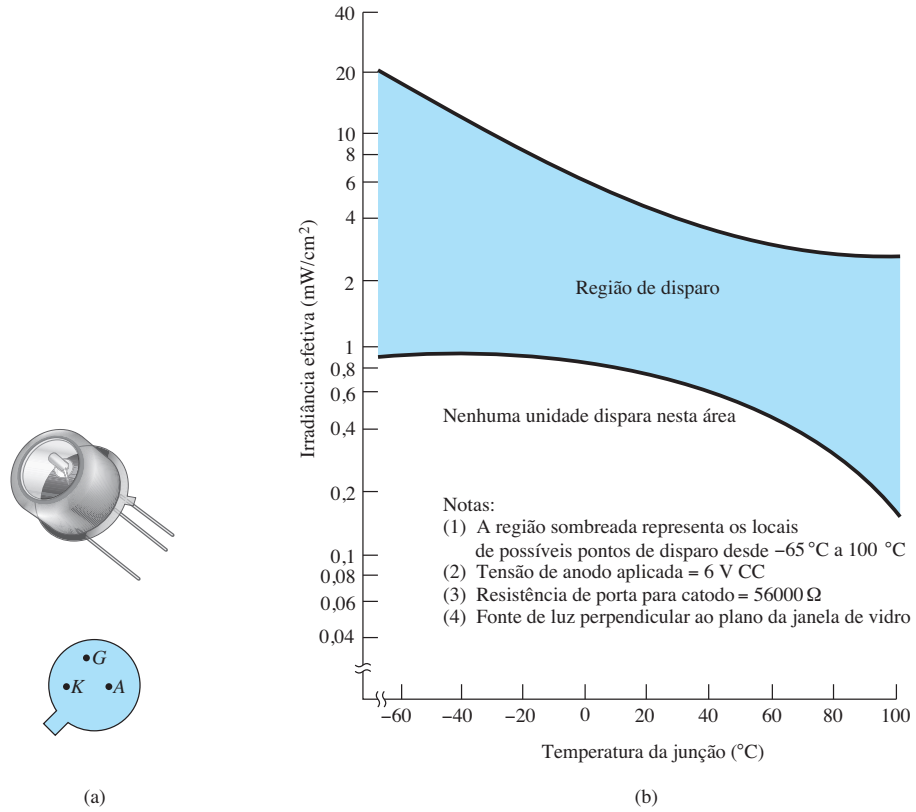 40
20
10
8
6
4
2
1
0,8
0,6
0,4
0,2
0,1
0,08
0,06
0,04
Irradiância efetiva (mW/cm²)
Região de disparo
Nenhuma unidade dispara nesta área
Notas:
(1) A região sombreada representa os locais
de possíveis pontos de disparo desde −65 °C a 100 °C
(2) Tensão de anodo aplicada = 6 V CC
(3) Resistência de porta para catodo = 56000 Ω
(4) Fonte de luz perpendicular ao plano da janela de vidro
−60 −40 −20 0 20 40 60 80 100
Temperatura da junção (°C)
G
K A
(a) (b)